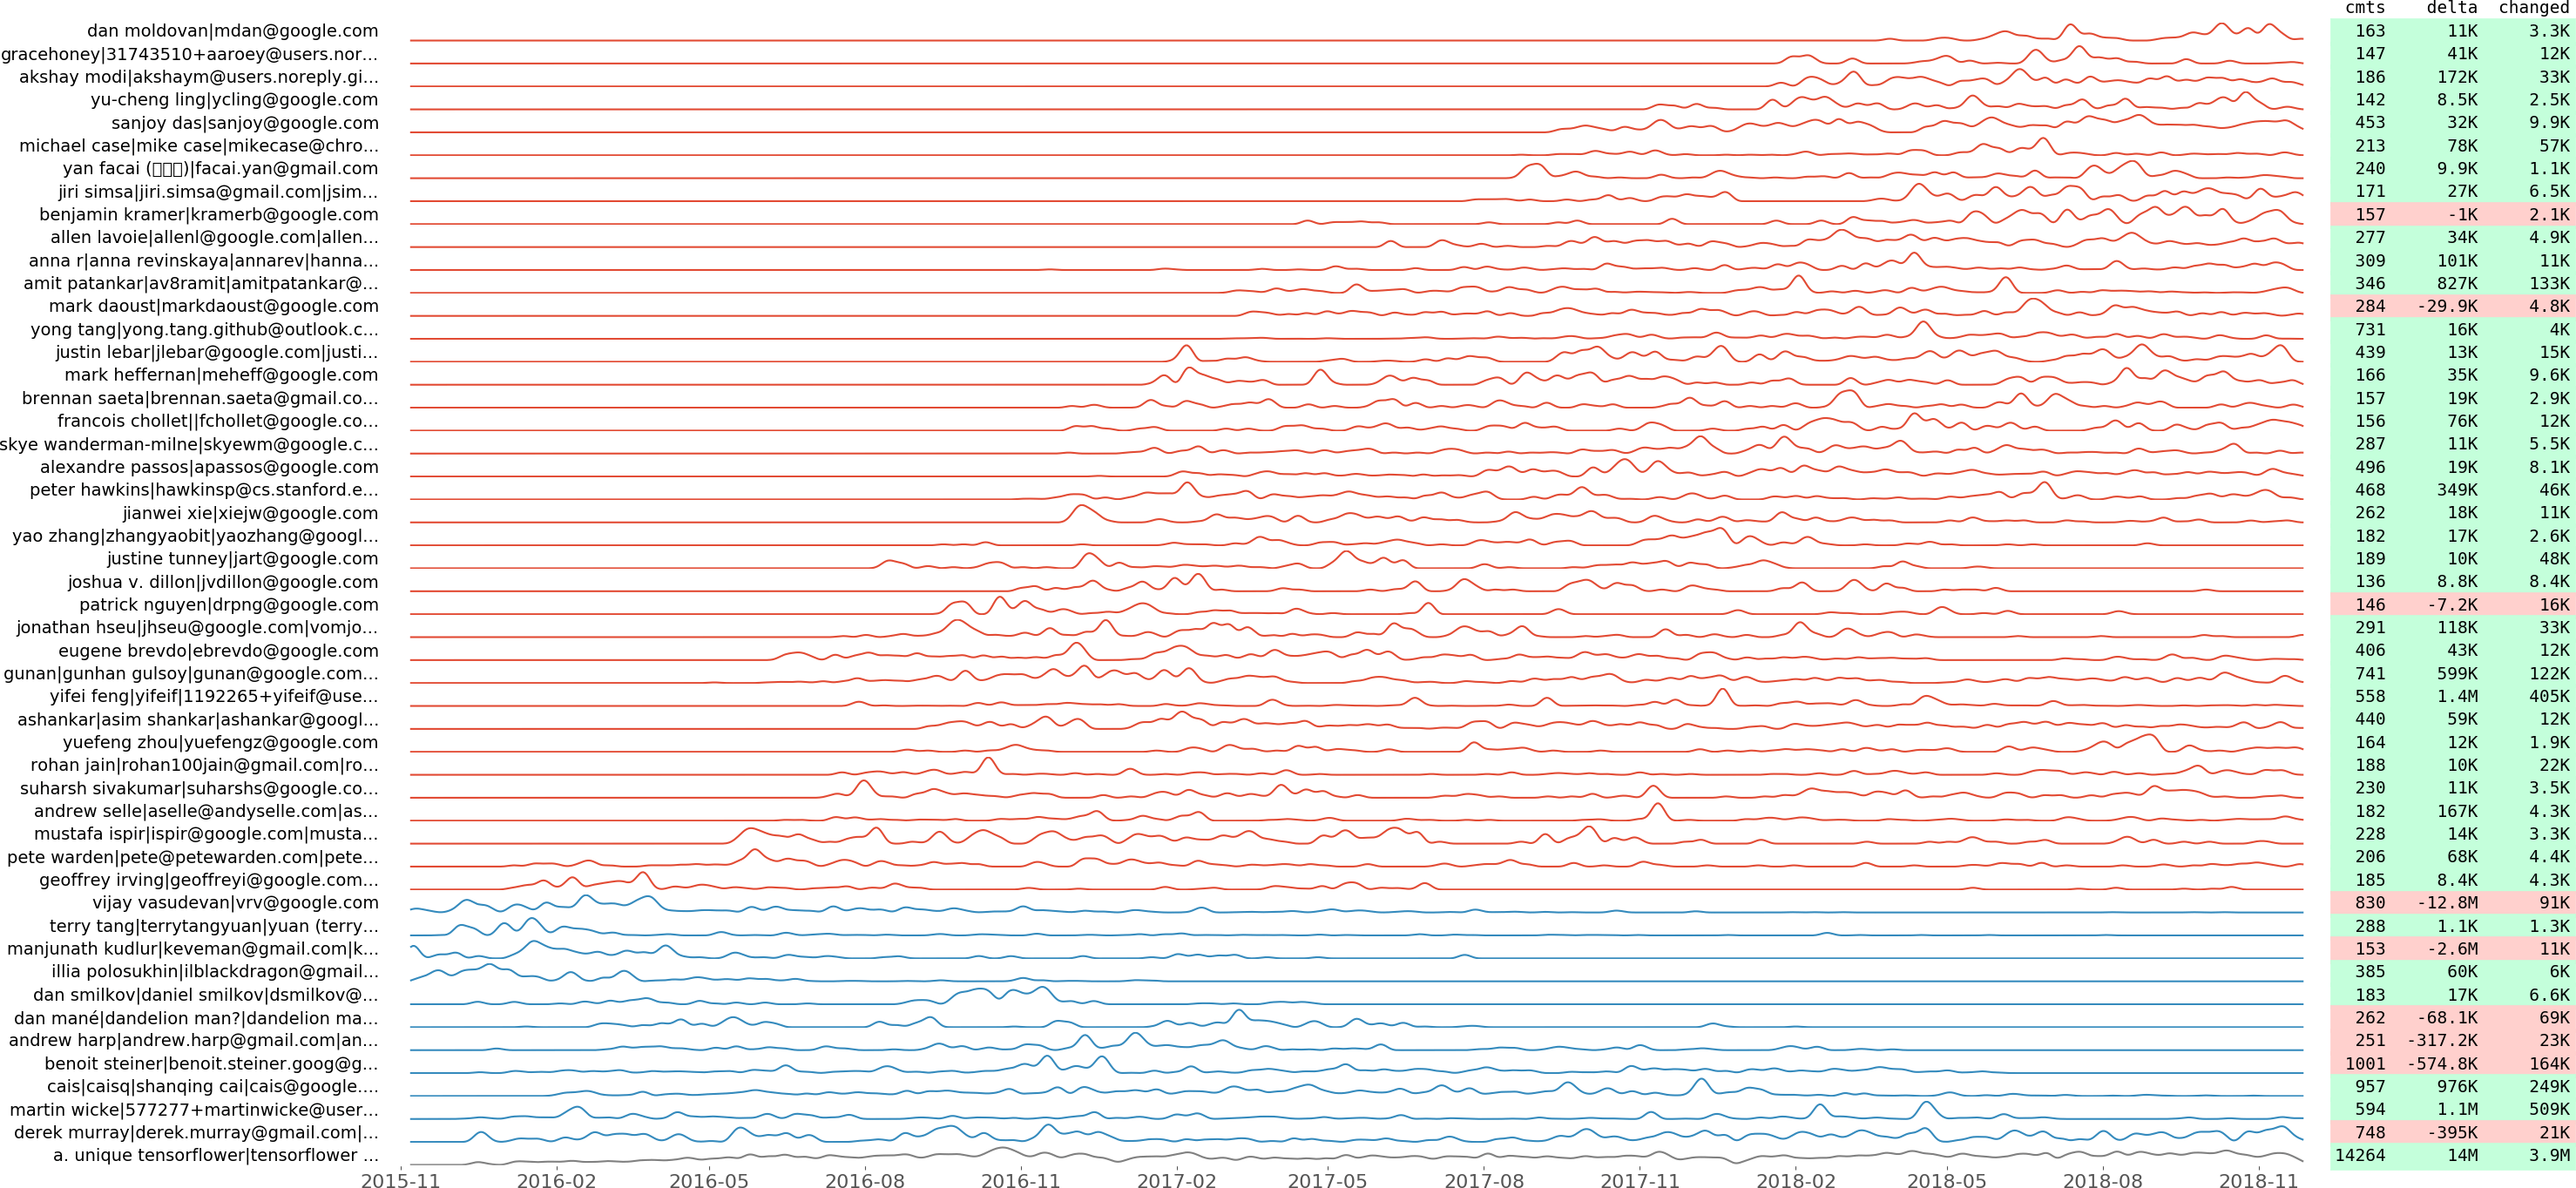 cmts delta changed
dan moldovan|mdan@google.com 163 11K 3.3K
gracehoney|31743510+aaroey@users.nor... 147 41K 12K
akshay modi|akshaym@users.noreply.gi... 186 172K 33K
yu-cheng ling|ycling@google.com 142 8.5K 2.5K
sanjoy das|sanjoy@google.com 453 32K 9.9K
michael case|mike case|mikecase@chro... 213 78K 57K
yan facai (□□□)|facai.yan@gmail.com 240 9.9K 1.1K
jiri simsa|jiri.simsa@gmail.com|jsim... 171 27K 6.5K
benjamin kramer|kramerb@google.com 157 -1K 2.1K
allen lavoie|allenl@google.com|allen... 277 34K 4.9K
anna r|anna revinskaya|annarev|hanna... 309 101K 11K
amit patankar|av8ramit|amitpatankar@... 346 827K 133K
mark daoust|markdaoust@google.com 284 -29.9K 4.8K
yong tang|yong.tang.github@outlook.c... 731 16K 4K
justin lebar|jlebar@google.com|justi... 439 13K 15K
mark heffernan|meheff@google.com 166 35K 9.6K
brennan saeta|brennan.saeta@gmail.co... 157 19K 2.9K
francois chollet||fchollet@google.co... 156 76K 12K
skye wanderman-milne|skyewm@google.c... 287 11K 5.5K
alexandre passos|apassos@google.com 496 19K 8.1K
peter hawkins|hawkinsp@cs.stanford.e... 468 349K 46K
jianwei xie|xiejw@google.com 262 18K 11K
yao zhang|zhangyaobit|yaozhang@googl... 182 17K 2.6K
justine tunney|jart@google.com 189 10K 48K
joshua v. dillon|jvdillon@google.com 136 8.8K 8.4K
patrick nguyen|drpng@google.com 146 -7.2K 16K
jonathan hseu|jhseu@google.com|vomjo... 291 118K 33K
eugene brevdo|ebrevdo@google.com 406 43K 12K
gunan|gunhan gulsoy|gunan@google.com... 741 599K 122K
yifei feng|yifeif|1192265+yifeif@use... 558 1.4M 405K
ashankar|asim shankar|ashankar@googl... 440 59K 12K
yuefeng zhou|yuefengz@google.com 164 12K 1.9K
rohan jain|rohan100jain@gmail.com|ro... 188 10K 22K
suharsh sivakumar|suharshs@google.co... 230 11K 3.5K
andrew selle|aselle@andyselle.com|as... 182 167K 4.3K
mustafa ispir|ispir@google.com|musta... 228 14K 3.3K
pete warden|pete@petewarden.com|pete... 206 68K 4.4K
geoffrey irving|geoffreyi@google.com... 185 8.4K 4.3K
vijay vasudevan|vrv@google.com 830 -12.8M 91K
terry tang|terrytangyuan|yuan (terry... 288 1.1K 1.3K
manjunath kudlur|keveman@gmail.com|k... 153 -2.6M 11K
illia polosukhin|ilblackdragon@gmail... 385 60K 6K
dan smilkov|daniel smilkov|dsmilkov@... 183 17K 6.6K
dan mané|dandelion man?|dandelion ma... 262 -68.1K 69K
andrew harp|andrew.harp@gmail.com|an... 251 -317.2K 23K
benoit steiner|benoit.steiner.goog@g... 1001 -574.8K 164K
cais|caisq|shanqing cai|cais@google.... 957 976K 249K
martin wicke|577277+martinwicke@user... 594 1.1M 509K
derek murray|derek.murray@gmail.com|... 748 -395K 21K
a. unique tensorflower|tensorflower ... 14264 14M 3.9M
2015-11 2016-02 2016-05 2016-08 2016-11 2017-02 2017-05 2017-08 2017-11 2018-02 2018-05 2018-08 2018-11